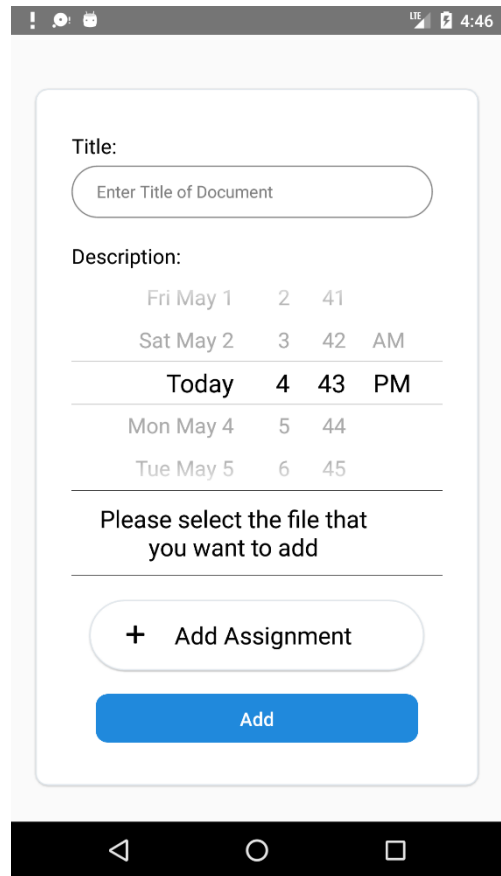 LTE 4:46
Title:
Enter Title of Document
Description:
Fri May 1 2 41
Sat May 2 3 42 AM
Today 4 43 PM
Mon May 4 5 44
Tue May 5 6 45
Please select the file that
you want to add
+ Add Assignment
Add